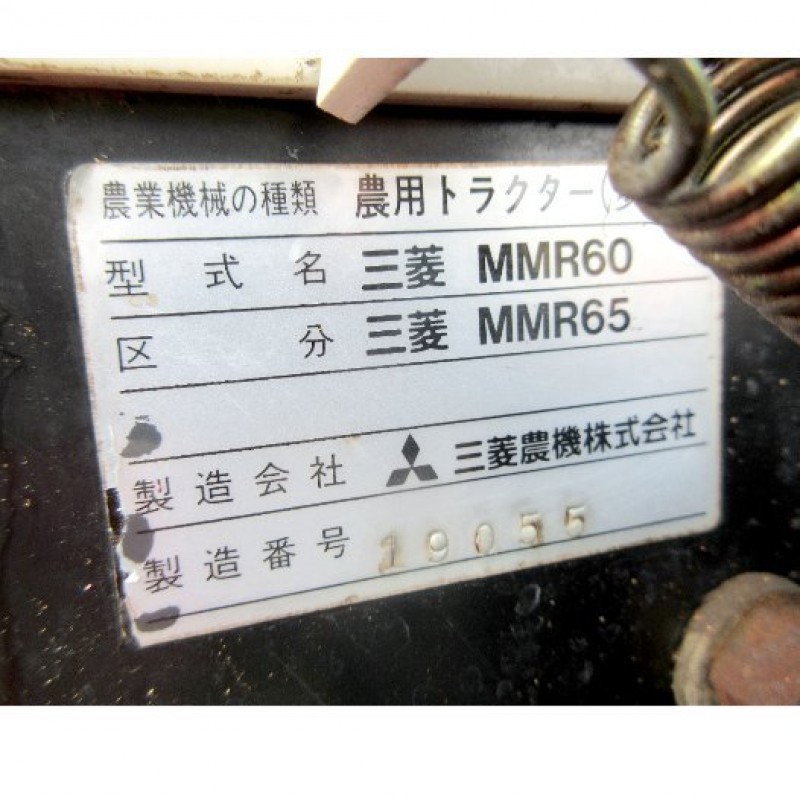 農業機械の種類 農用トラクター(
型式名 三菱 MMR60
区分 三菱 MMR65
製造会社 三菱農機株式会社
製造番号 19055